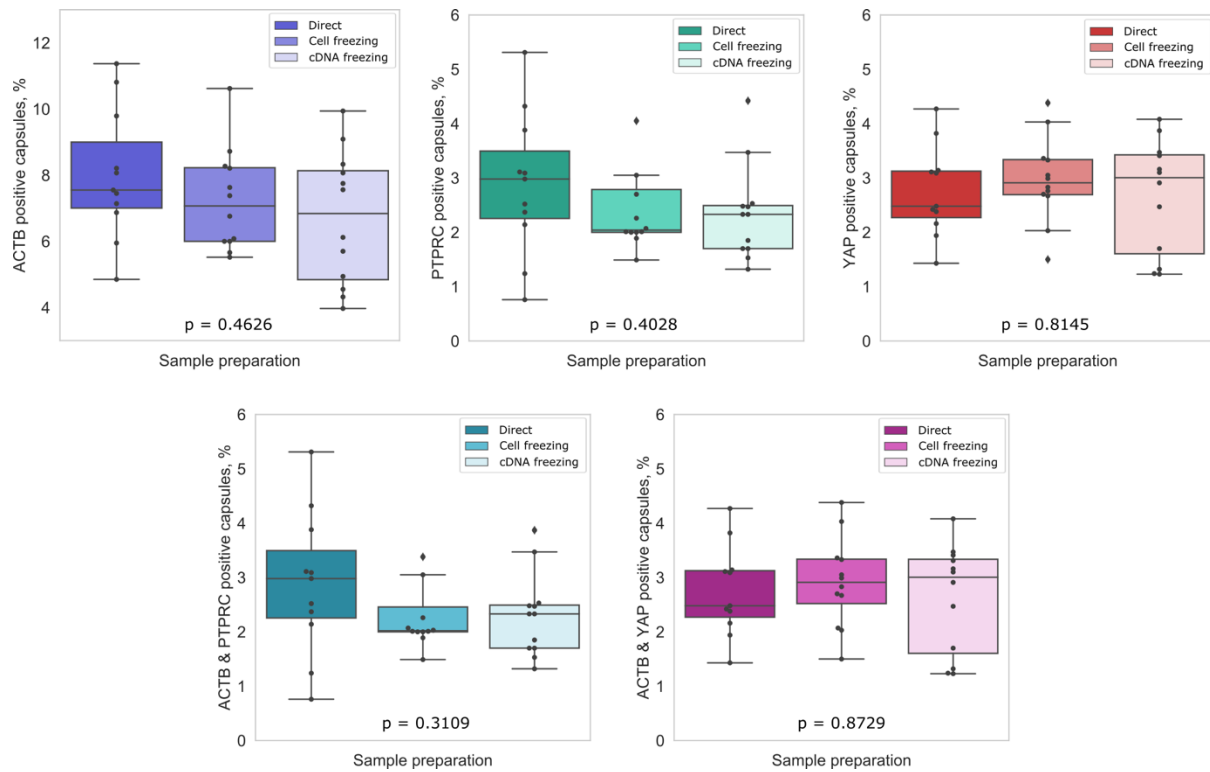 ACTB positive capsules, %
12
10
8
6
4
Direct
Cell freezing
cDNA freezing
p = 0.4626
Sample preparation
PTPRC positive capsules, %
6
5
4
3
2
1
0
Direct
Cell freezing
cDNA freezing
p = 0.4028
Sample preparation
YAP positive capsules, %
6
5
4
3
2
1
0
Direct
Cell freezing
cDNA freezing
p = 0.8145
Sample preparation
ACTB & PTPRC positive capsules, %
6
5
4
3
2
1
0
Direct
Cell freezing
cDNA freezing
p = 0.3109
Sample preparation
ACTB & YAP positive capsules, %
6
5
4
3
2
1
0
Direct
Cell freezing
cDNA freezing
p = 0.8729
Sample preparation